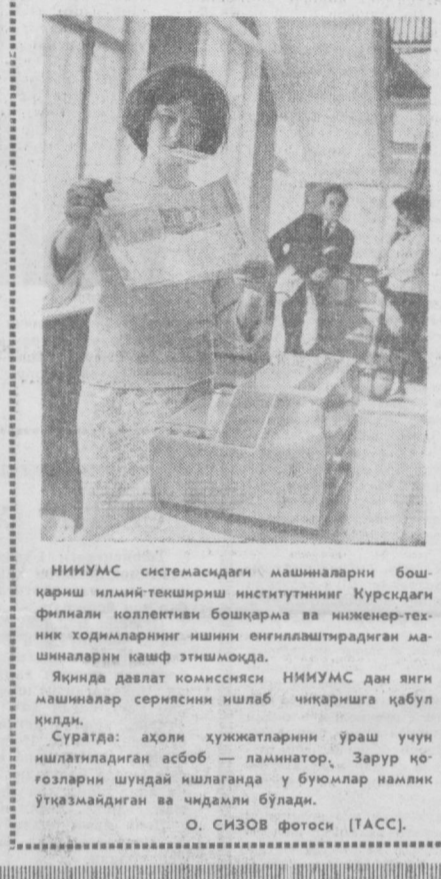 НИИУМС системасидаги машиналарни бош-
қариш илмий-текшириш институтининг Курскдаги
филиали коллективи бошқарма ва инженер-тех-
ник ходимларнинг ишини енгиллаштирадиган ма-
шиналарни кашф этишмоқда.
Яқинда давлат комиссияси НИИУМС дан янги
машиналар сериясини ишлаб чиқаришга қабул
қилди.
Суратда: аҳоли ҳужжатларини ўраш учун
ишлатиладиган асбоб — ламинатор. Зарур қо-
ғозларни шундай ишлаганда у буюмлар намлик
ўтказмайдиган ва чидамли бўлади.
О. СИЗОВ фотоси (ТАСС).